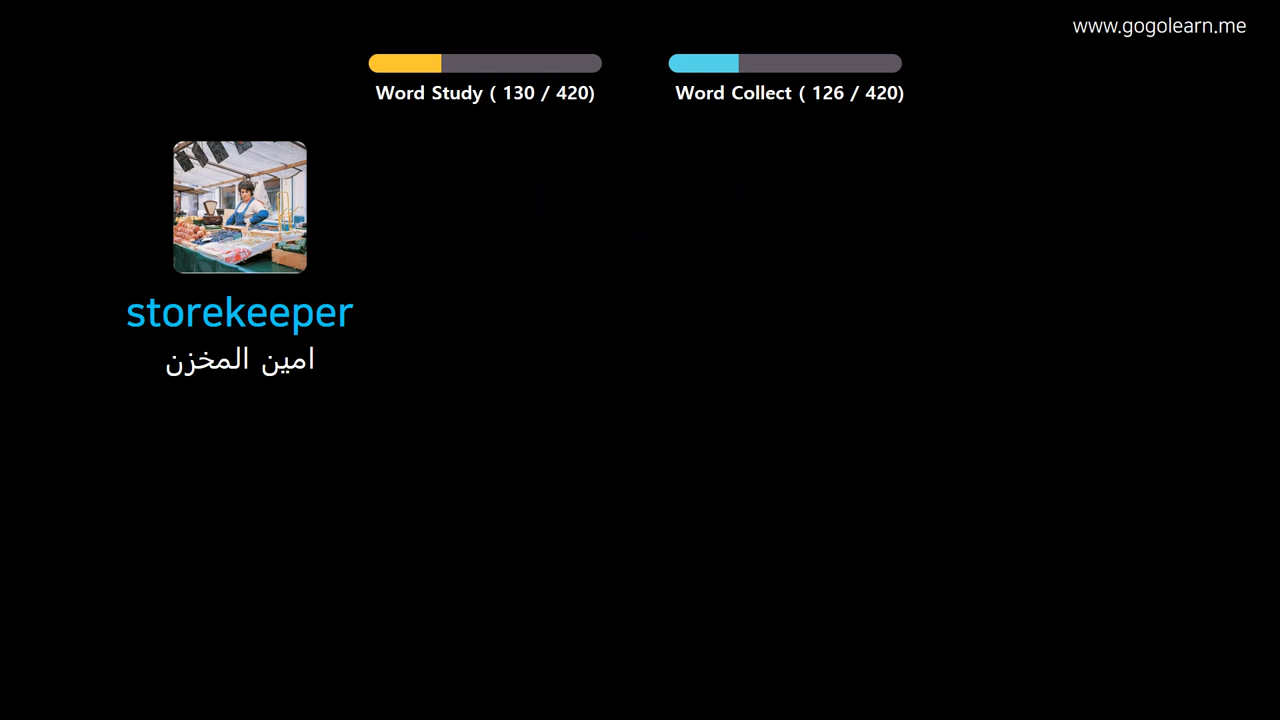 www.gogolearn.me
Word Study ( 130 / 420)
Word Collect ( 126 / 420)
storekeeper
امين المخزن